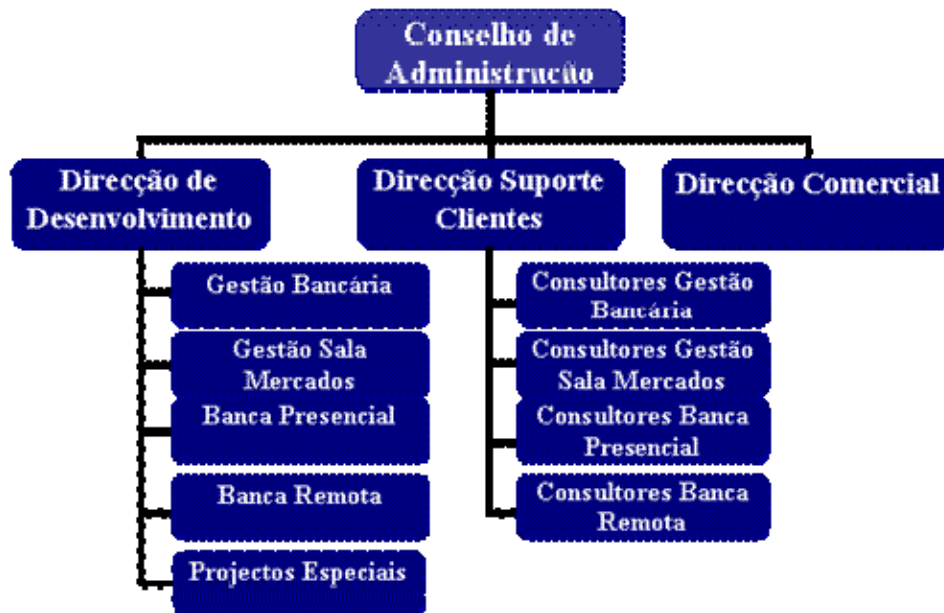 Conselho de
Administração
Direcção de
Desenvolvimento
Direcção Suporte
Clientes
Direcção Comercial
Gestão Bancária
Gestão Sala
Mercados
Banca Presencial
Banca Remota
Projectos Especiais
Consultores Gestão
Bancária
Consultores Gestão
Sala Mercados
Consultores Banca
Presencial
Consultores Banca
Remota